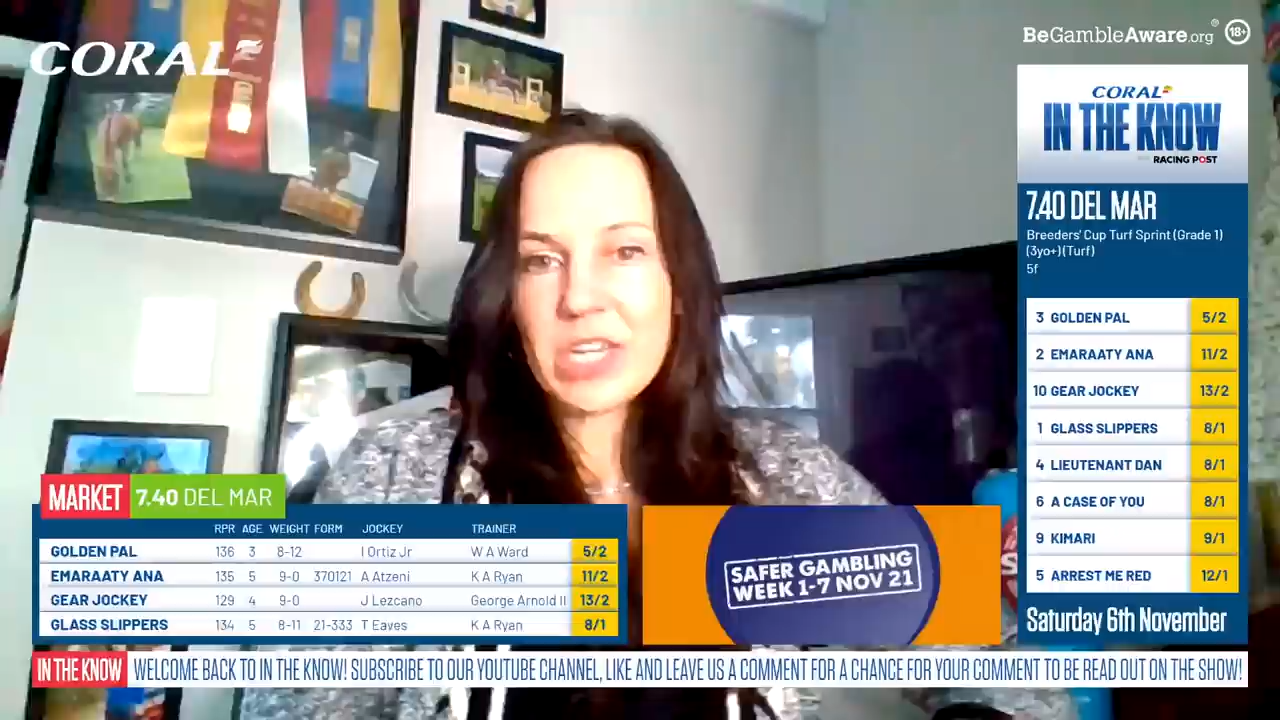 CORAL
BeGambleAware.org® 18+
CORAL
IN THE KNOW
RACING POST
7.40 DEL MAR
Breeders' Cup Turf Sprint (Grade 1)
(3yo+) (Turf)
5f
3 GOLDEN PAL 5/2
2 EMARAATY ANA 11/2
10 GEAR JOCKEY 13/2
1 GLASS SLIPPERS 8/1
4 LIEUTENANT DAN 8/1
6 A CASE OF YOU 8/1
9 KIMARI 9/1
5 ARREST ME RED 12/1
Saturday 6th November
MARKET 7.40 DEL MAR
RPR AGE WEIGHT FORM JOCKEY TRAINER
GOLDEN PAL 136 3 8-12 I Ortiz Jr W A Ward 5/2
EMARAATY ANA 135 5 9-0 370121 A Atzeni K A Ryan 11/2
GEAR JOCKEY 129 4 9-0 J Lezcano George Arnold II 13/2
GLASS SLIPPERS 134 5 8-11 21-333 T Eaves K A Ryan 8/1
SAFER GAMBLING
WEEK 1-7 NOV 21
IN THE KNOW WELCOME BACK TO IN THE KNOW! SUBSCRIBE TO OUR YOUTUBE CHANNEL, LIKE AND LEAVE US A COMMENT FOR A CHANCE FOR YOUR COMMENT TO BE READ OUT ON THE SHOW!